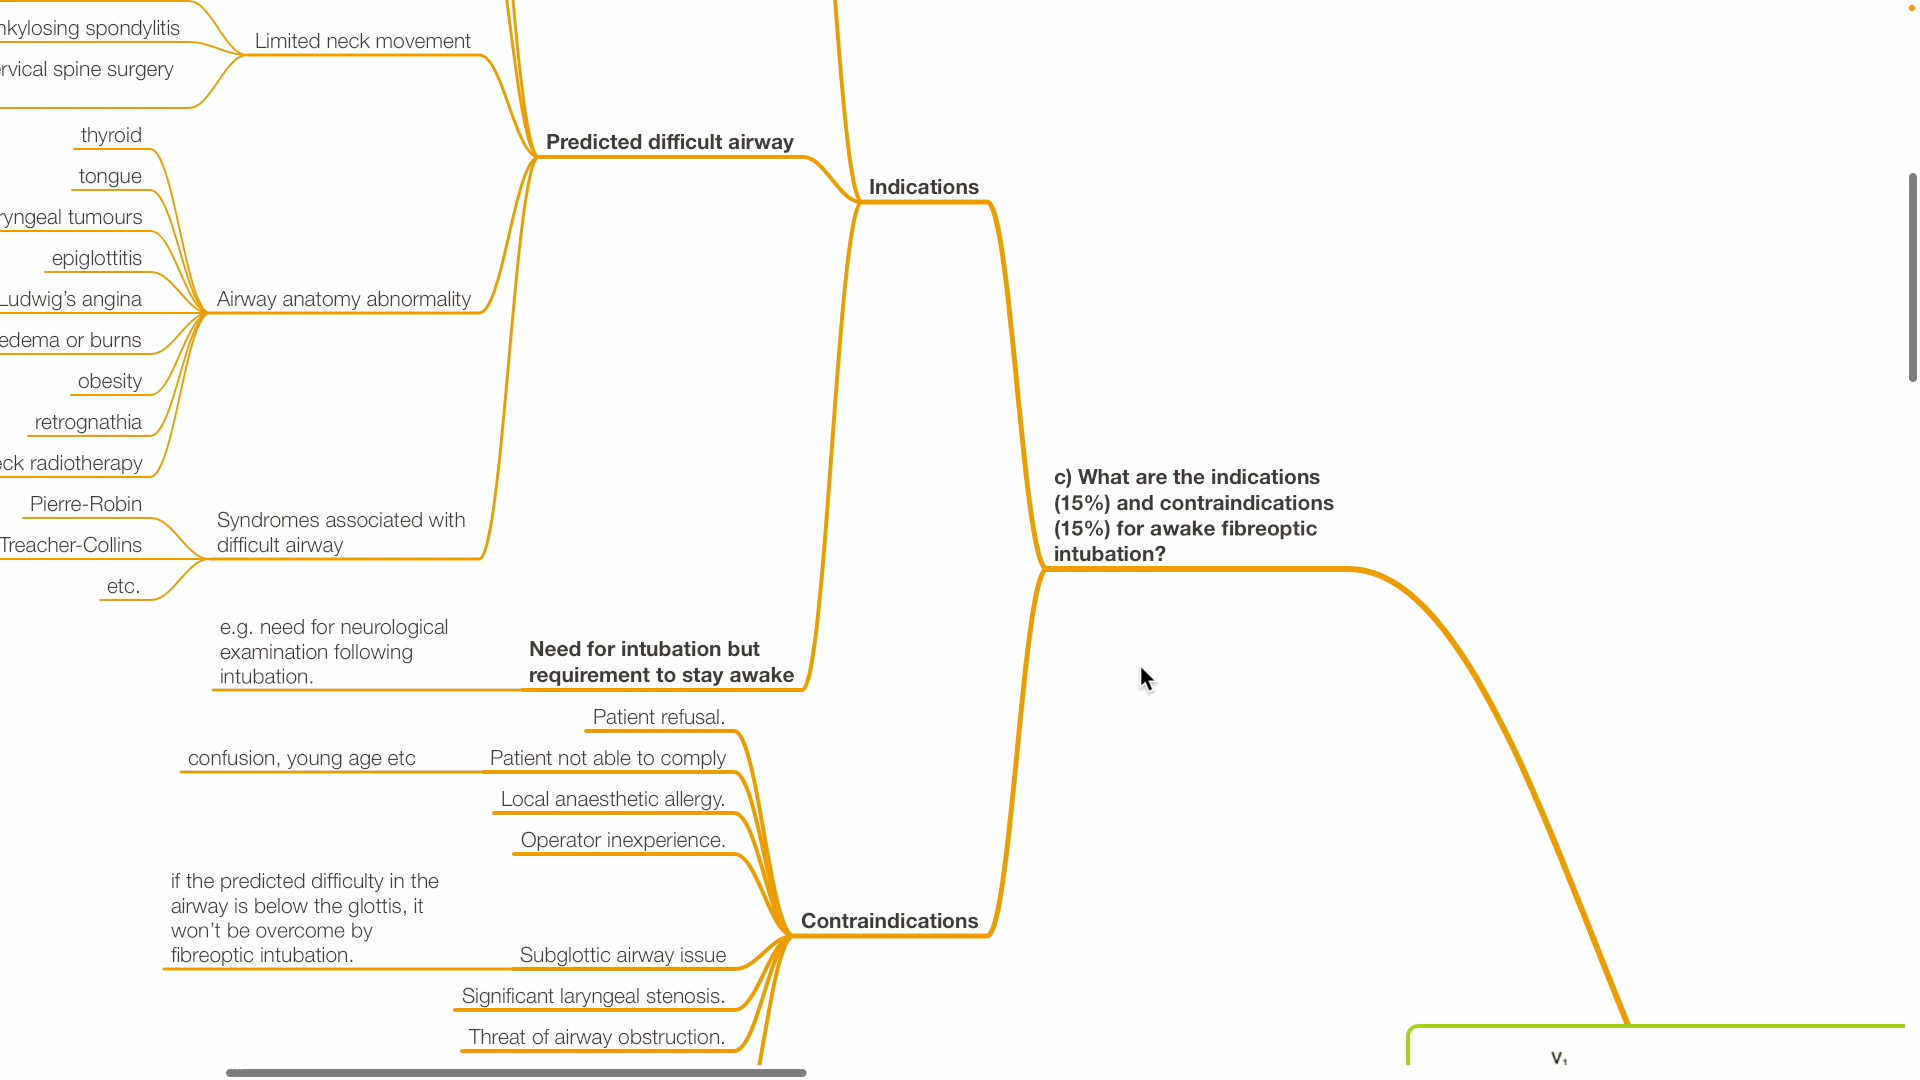 c) What are the indications
(15%) and contraindications
(15%) for awake fibreoptic
intubation?
Indications
Predicted difficult airway
Limited neck movement
nkylosing spondylitis
rvical spine surgery
Airway anatomy abnormality
thyroid
tongue
ryngeal tumours
epiglottitis
Ludwig’s angina
edema or burns
obesity
retrognathia
ck radiotherapy
Syndromes associated with
difficult airway
Pierre-Robin
Treacher-Collins
etc.
Need for intubation but
requirement to stay awake
e.g. need for neurological
examination following
intubation.
Contraindications
Patient refusal.
Patient not able to comply
confusion, young age etc
Local anaesthetic allergy.
Operator inexperience.
Subglottic airway issue
if the predicted difficulty in the
airway is below the glottis, it
won’t be overcome by
fibreoptic intubation.
Significant laryngeal stenosis.
Threat of airway obstruction.
V₁